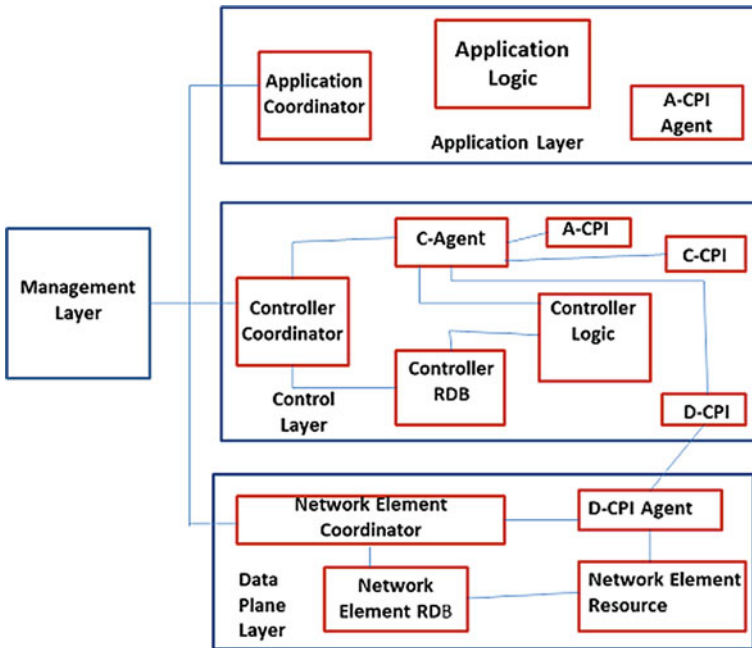 Application
Logic
Application
Coordinator
A-CPI
Agent
Application Layer
Management
Layer
C-Agent
A-CPI
C-CPI
Controller
Coordinator
Controller
Logic
Controller
RDB
Control
Layer
D-CPI
Network Element
Coordinator
D-CPI Agent
Data
Plane
Layer
Network
Element RDB
Network Element
Resource